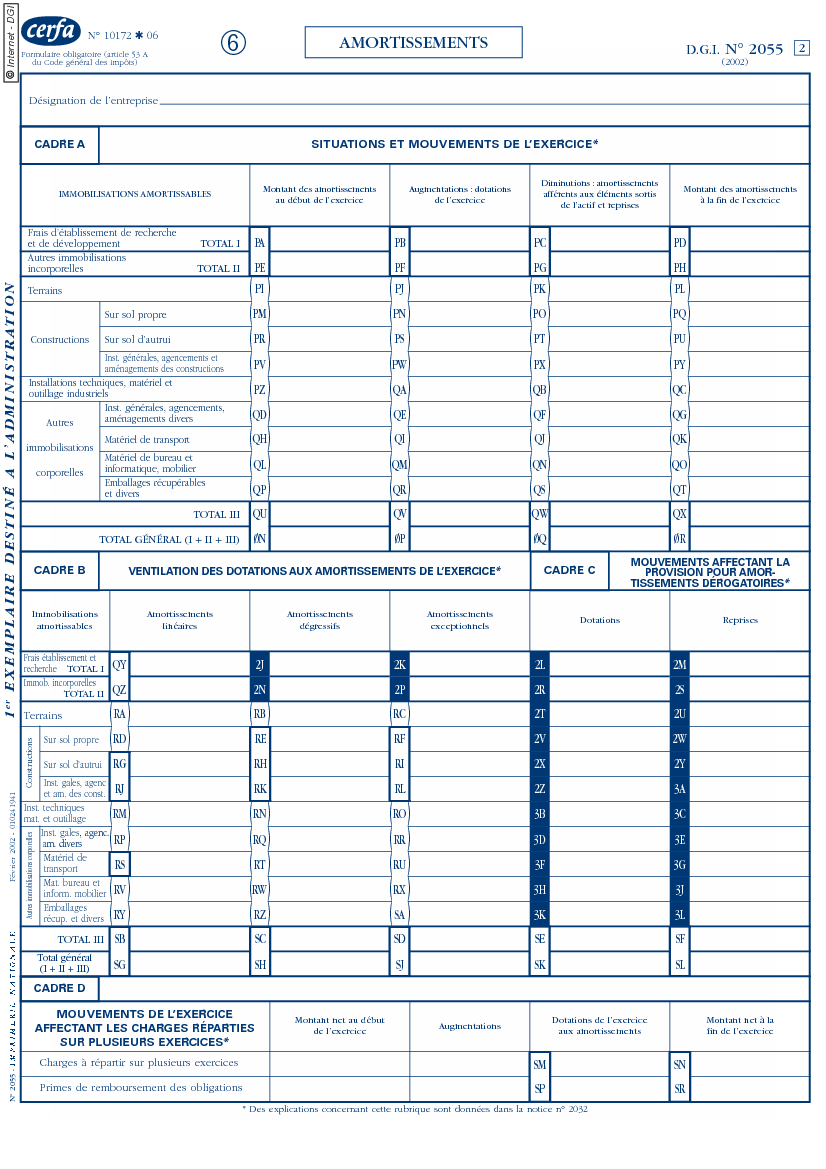 © Internet - DGI
cerfa
N° 10172 ✱ 06
Formulaire obligatoire (article 53 A
du Code général des impôts)
6
AMORTISSEMENTS
D.G.I. N° 2055
2
(2002)
Désignation de l'entreprise
CADRE A
SITUATIONS ET MOUVEMENTS DE L'EXERCICE*
IMMOBILISATIONS AMORTISSABLES
Montant des amortissements
au début de l'exercice
Augmentations : dotations
de l'exercice
Diminutions : amortissements
afférents aux éléments sortis
de l'actif et reprises
Montant des amortissements
à la fin de l'exercice
Frais d'établissement de recherche
et de développement TOTAL I PA PB PC PD
Autres immobilisations
incorporelles TOTAL II PE PF PG PH
Terrains PI PJ PK PL
Constructions
Sur sol propre PM PN PO PQ
Sur sol d'autrui PR PS PT PU
Inst. générales, agencements et
aménagements des constructions PV PW PX PY
Installations techniques, matériel et
outillage industriels PZ QA QB QC
Autres
immobilisations
corporelles
Inst. générales, agencements,
aménagements divers QD QE QF QG
Matériel de transport QH QI QJ QK
Matériel de bureau et
informatique, mobilier QL QM QN QO
Emballages récupérables
et divers QP QR QS QT
TOTAL III QU QV QW QX
TOTAL GÉNÉRAL (I + II + III) ØN ØP ØQ ØR
CADRE B
VENTILATION DES DOTATIONS AUX AMORTISSEMENTS DE L'EXERCICE*
CADRE C
MOUVEMENTS AFFECTANT LA
PROVISION POUR AMOR-
TISSEMENTS DÉROGATOIRES*
Immobilisations
amortissables
Amortissements
linéaires
Amortissements
dégressifs
Amortissements
exceptionnels
Dotations
Reprises
Frais établissement et
recherche TOTAL I QY 2J 2K 2L 2M
Immob. incorporelles
TOTAL II QZ 2N 2P 2R 2S
Terrains RA RB RC 2T 2U
Constructions
Sur sol propre RD RE RF 2V 2W
Sur sol d'autrui RG RH RI 2X 2Y
Inst. gales, agenc
et am. des const. RJ RK RL 2Z 3A
Inst. techniques
mat. et outillage RM RN RO 3B 3C
Autres immobilisations corporelles
Inst. gales, agenc.
am. divers RP RQ RR 3D 3E
Matériel de
transport RS RT RU 3F 3G
Mat. bureau et
inform. mobilier RV RW RX 3H 3J
Emballages
récup. et divers RY RZ SA 3K 3L
TOTAL III SB SC SD SE SF
Total général
(I + II + III) SG SH SJ SK SL
CADRE D
MOUVEMENTS DE L'EXERCICE
AFFECTANT LES CHARGES RÉPARTIES
SUR PLUSIEURS EXERCICES*
Montant net au début
de l'exercice
Augmentations
Dotations de l'exercice
aux amortissements
Montant net à la
fin de l'exercice
Charges à répartir sur plusieurs exercices SM SN
Primes de remboursement des obligations SP SR
* Des explications concernant cette rubrique sont données dans la notice n° 2032
1er EXEMPLAIRE DESTINÉ A L'ADMINISTRATION
N° 2055 - IMPRIMERIE NATIONALE